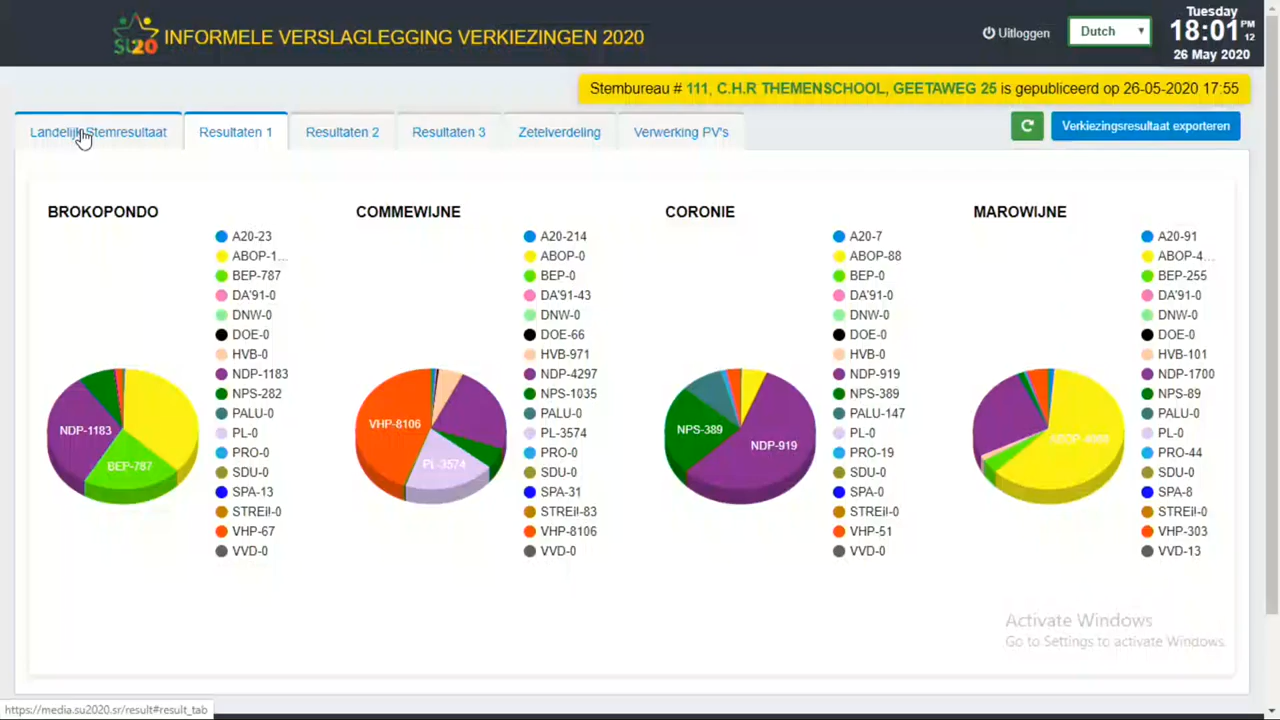 SU20
INFORMELE VERSLAGLEGGING VERKIEZINGEN 2020
Uitloggen
Dutch
Tuesday
18:01 PM 12
26 May 2020
Stembureau # 111, C.H.R THEMENSCHOOL, GEETAWEG 25 is gepubliceerd op 26-05-2020 17:55
Landelijk Stemresultaat
Resultaten 1
Resultaten 2
Resultaten 3
Zetelverdeling
Verwerking PV's
Verkiezingsresultaat exporteren
BROKOPONDO
A20-23
ABOP-1...
BEP-787
DA'91-0
DNW-0
DOE-0
HVB-0
NDP-1183
NPS-282
PALU-0
PL-0
PRO-0
SDU-0
SPA-13
STREI!-0
VHP-67
VVD-0
NDP-1183
BEP-787
COMMEWIJNE
A20-214
ABOP-0
BEP-0
DA'91-43
DNW-0
DOE-66
HVB-971
NDP-4297
NPS-1035
PALU-0
PL-3574
PRO-0
SDU-0
SPA-31
STREI!-83
VHP-8106
VVD-0
VHP-8106
PL-3574
CORONIE
A20-7
ABOP-88
BEP-0
DA'91-0
DNW-0
DOE-0
HVB-0
NDP-919
NPS-389
PALU-147
PL-0
PRO-19
SDU-0
SPA-0
STREI!-0
VHP-51
VVD-0
NPS-389
NDP-919
MAROWIJNE
A20-91
ABOP-4...
BEP-255
DA'91-0
DNW-0
DOE-0
HVB-101
NDP-1700
NPS-89
PALU-0
PL-0
PRO-44
SDU-0
SPA-8
STREI!-0
VHP-303
VVD-13
Activate Windows
Go to Settings to activate Windows.
https://media.su2020.sr/result#result_tab